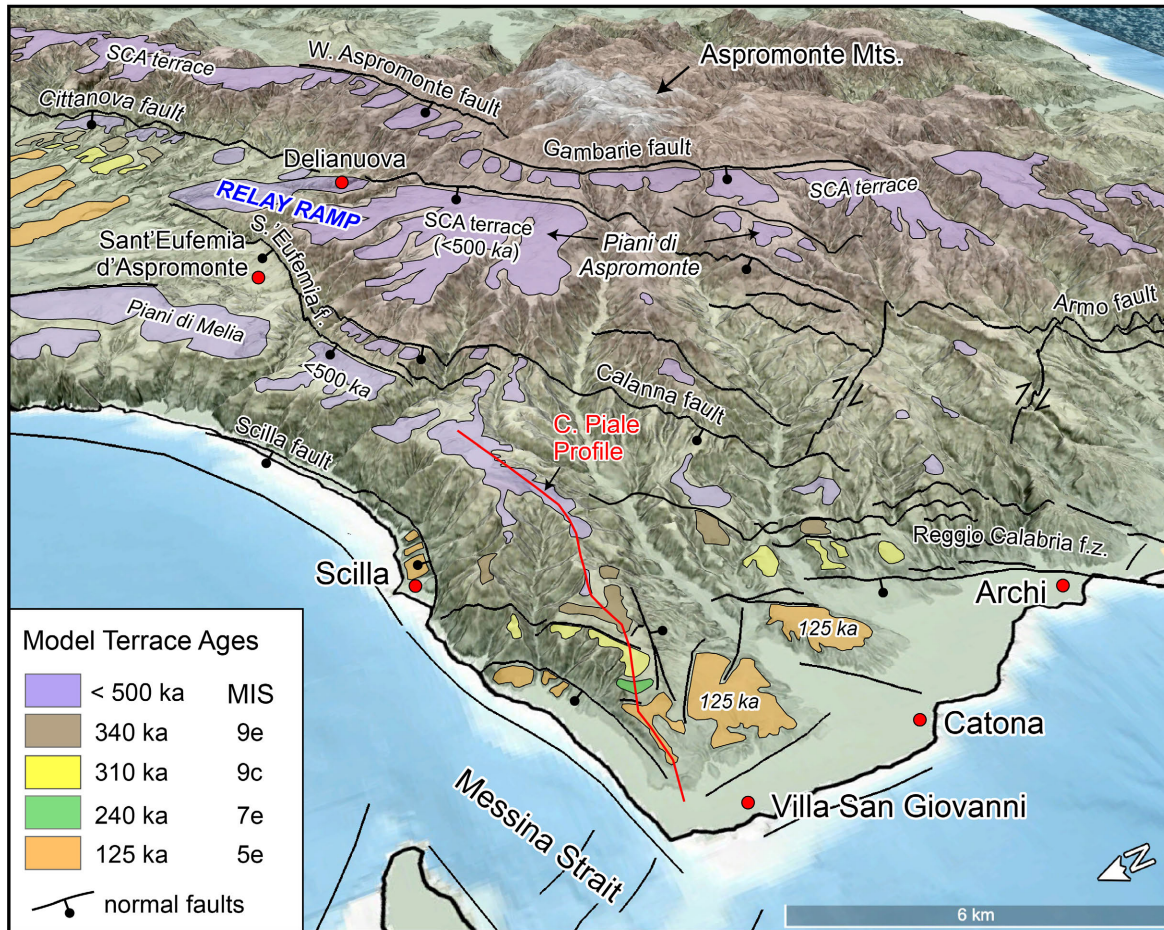 SCA terrace
W. Aspromonte fault
Aspromonte Mts.
Cittanova fault
Delianuova
Gambarie fault
RELAY RAMP
SCA terrace
SCA terrace
(<500 ka)
Piani di
Aspromonte
Sant'Eufemia
d'Aspromonte
S.'Eufemia f.
Armo fault
Piani di Melia
<500 ka
Calanna fault
Scilla fault
C. Piale
Profile
Reggio Calabria f.z.
Scilla
Archi
125 ka
125 ka
Catona
Villa San Giovanni
Messina Strait
Model Terrace Ages
< 500 ka MIS
340 ka 9e
310 ka 9c
240 ka 7e
125 ka 5e
normal faults
N
6 km